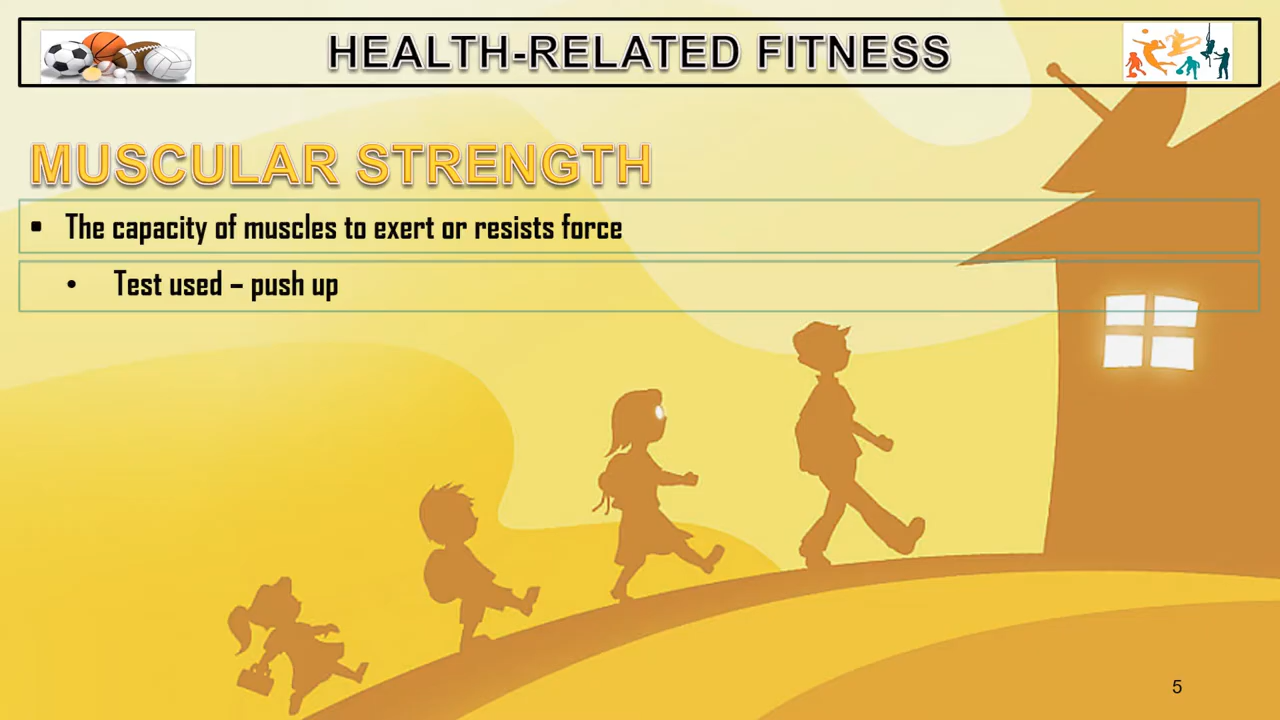 HEALTH-RELATED FITNESS
MUSCULAR STRENGTH
▪ The capacity of muscles to exert or resists force
• Test used – push up
5